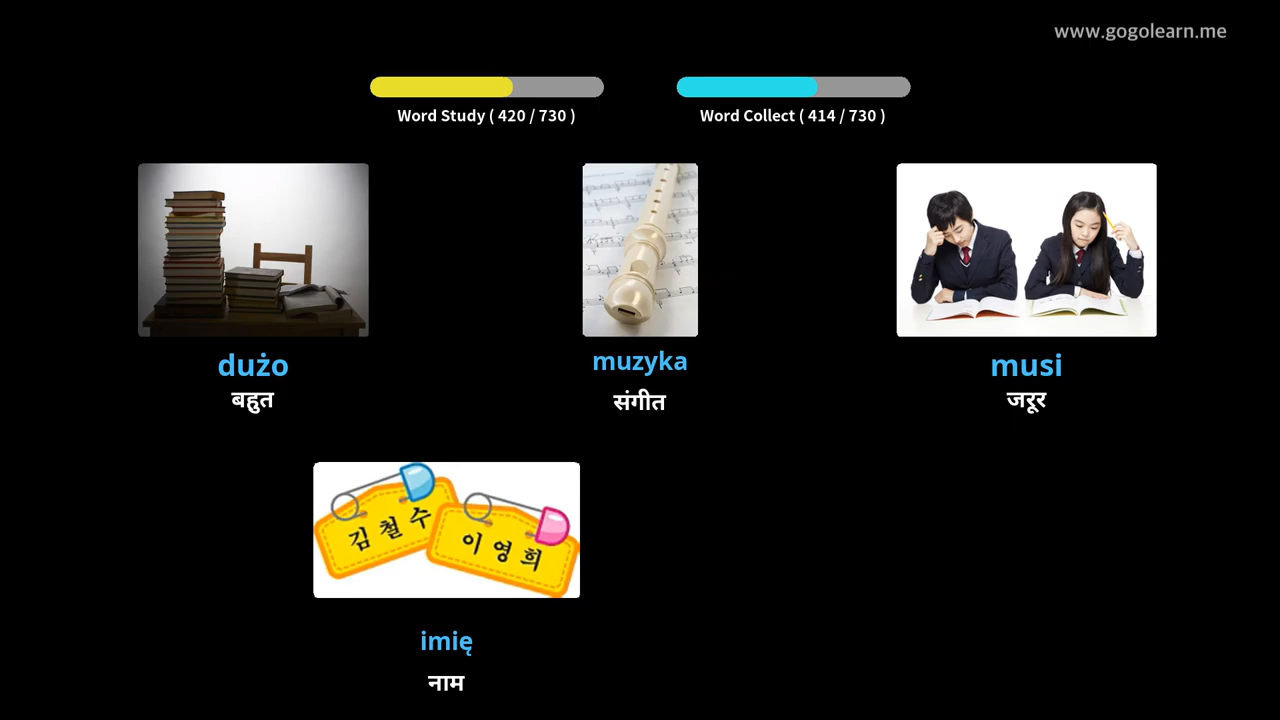 www.gogolearn.me
Word Study ( 420 / 730 )
Word Collect ( 414 / 730 )
dużo
बहुत
muzyka
संगीत
musi
जरूर
김철수
이영희
imię
नाम